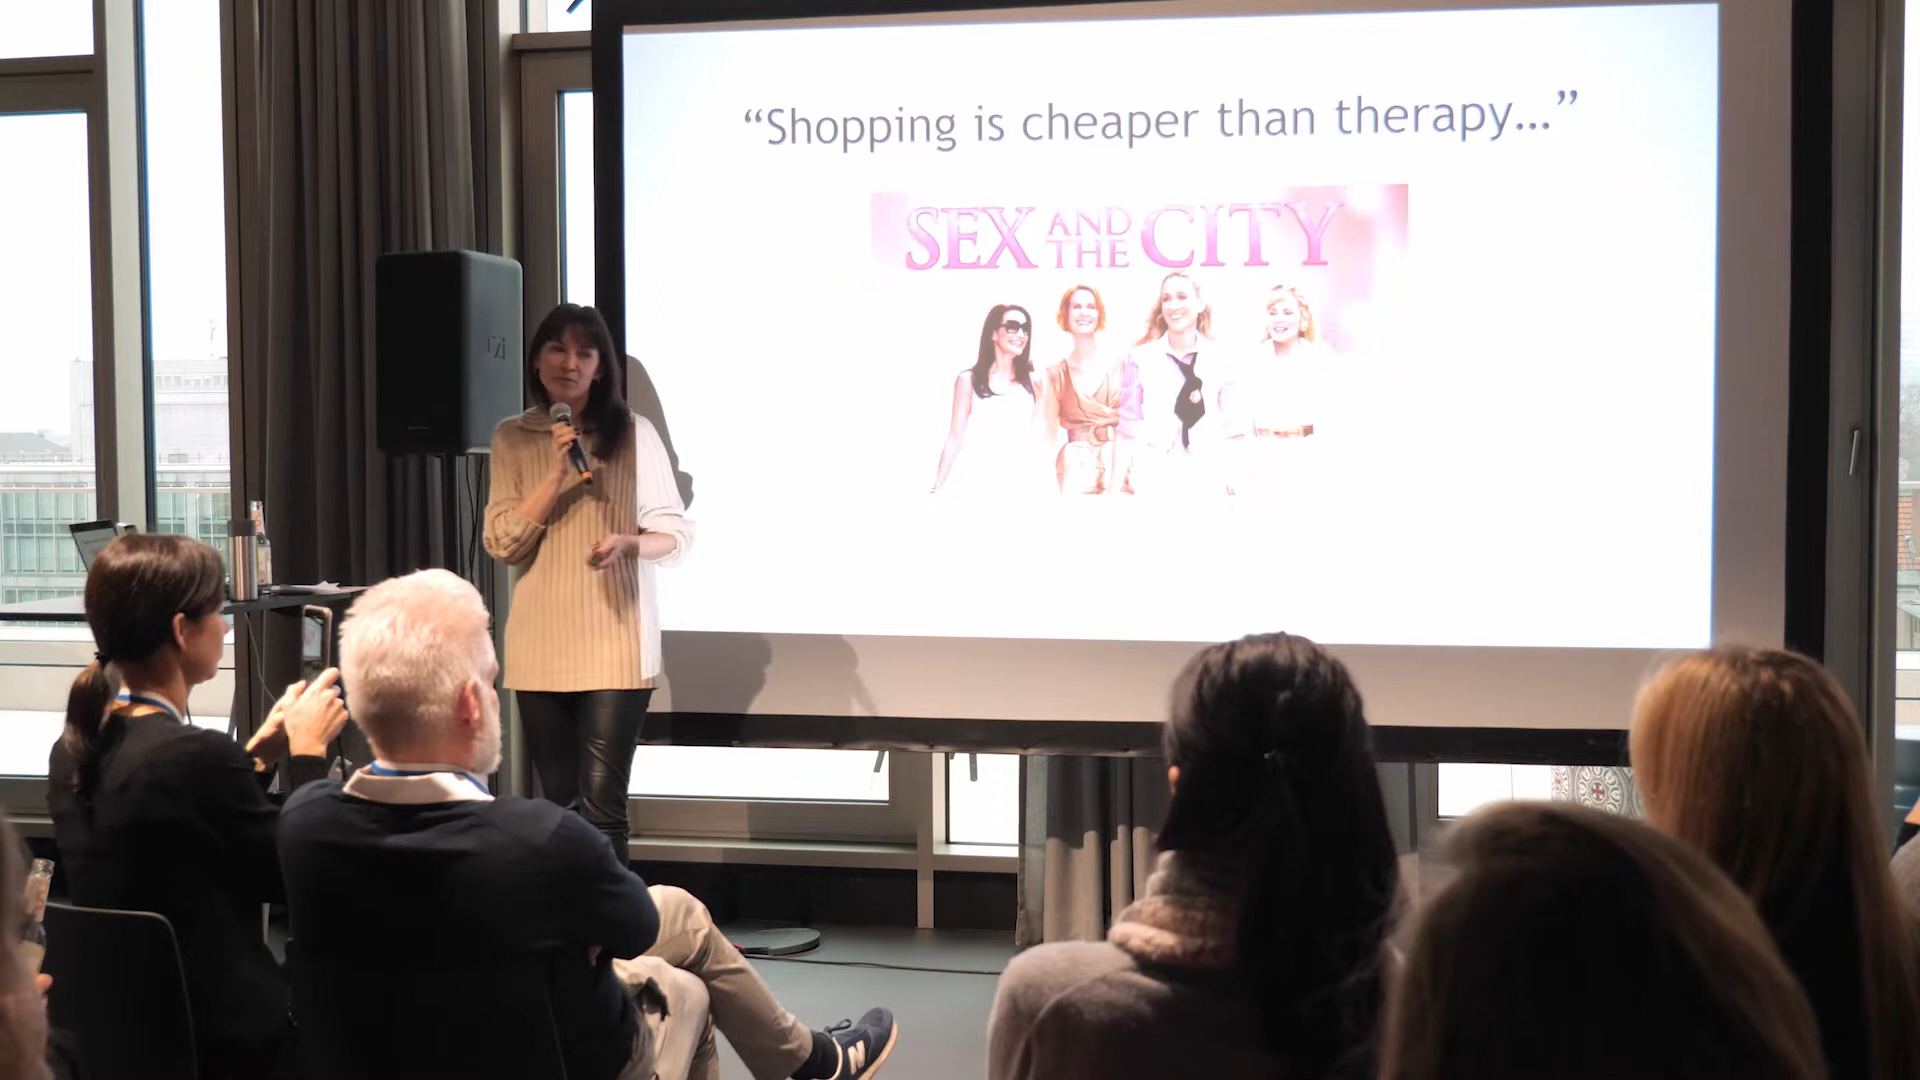 “Shopping is cheaper than therapy...”
SEX AND THE CITY
N